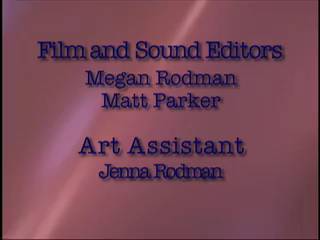 Film and Sound Editors
Megan Rodman
Matt Parker
Art Assistant
Jenna Rodman